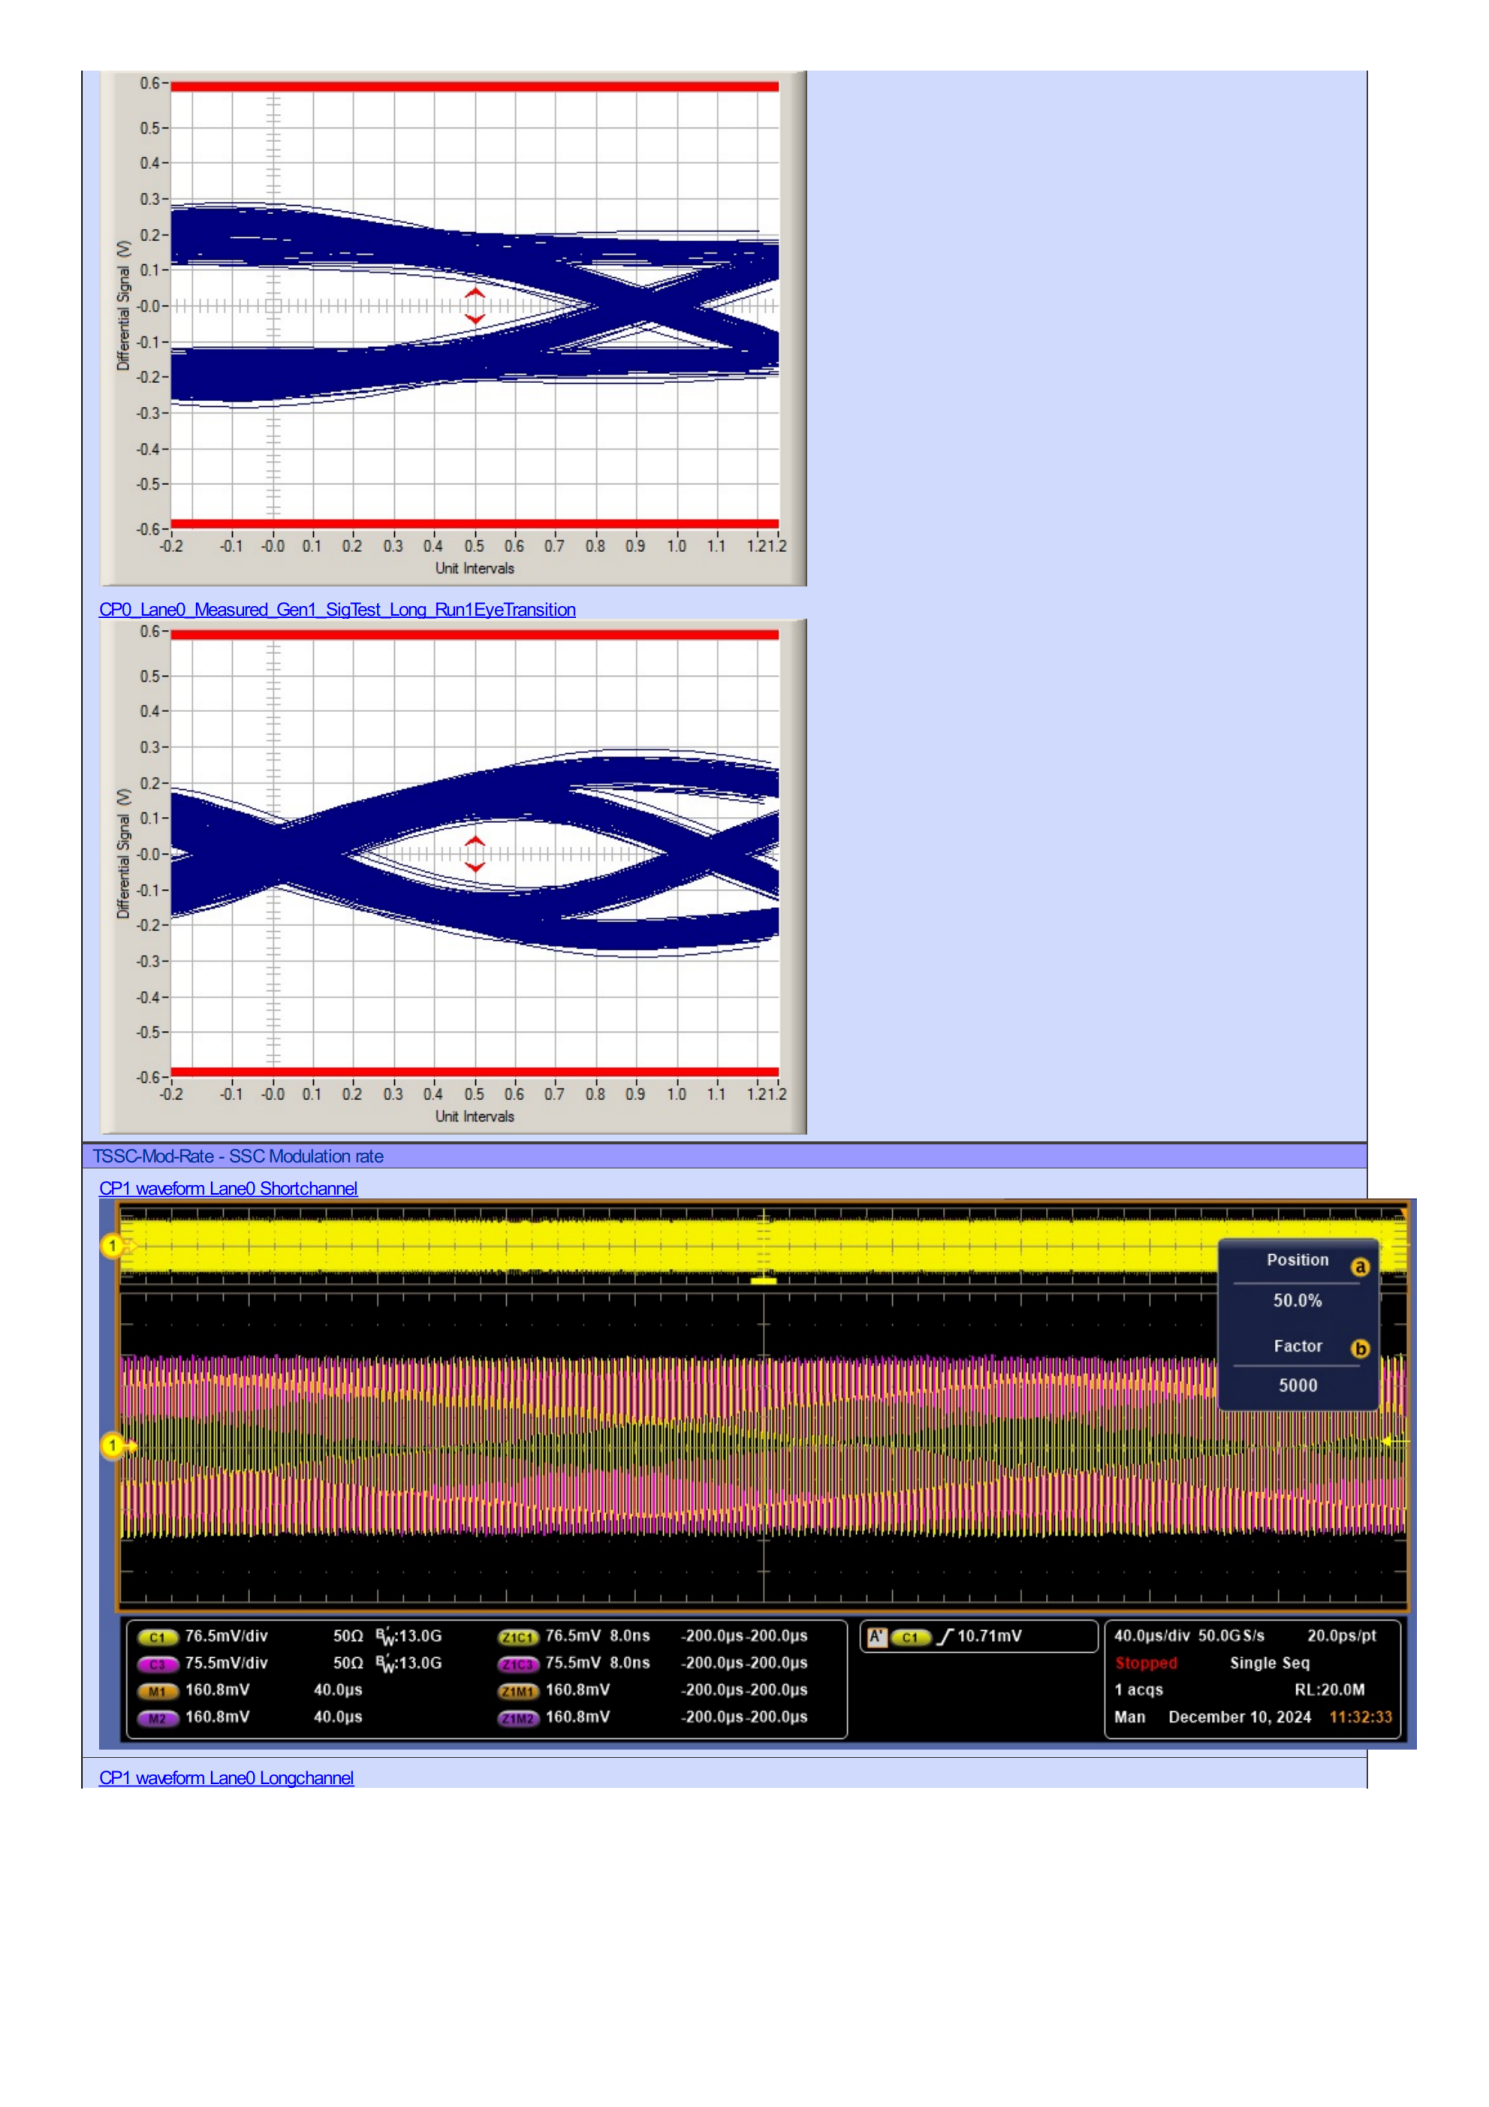 0.6
0.5
0.4
0.3
0.2
0.1
-0.0
-0.1
-0.2
-0.3
-0.4
-0.5
-0.6
Differential Signal (V)
-0.2 -0.1 -0.0 0.1 0.2 0.3 0.4 0.5 0.6 0.7 0.8 0.9 1.0 1.1 1.21.2
Unit Intervals
CP0_Lane0_Measured_Gen1_SigTest_Long_Run1EyeTransition
0.6
0.5
0.4
0.3
0.2
0.1
-0.0
-0.1
-0.2
-0.3
-0.4
-0.5
-0.6
Differential Signal (V)
-0.2 -0.1 -0.0 0.1 0.2 0.3 0.4 0.5 0.6 0.7 0.8 0.9 1.0 1.1 1.21.2
Unit Intervals
TSSC-Mod-Rate - SSC Modulation rate
CP1 waveform Lane0 Shortchannel
1
Position a
50.0%
Factor b
5000
1
C1 76.5mV/div 50Ω BW:13.0G
C3 75.5mV/div 50Ω BW:13.0G
M1 160.8mV 40.0µs
M2 160.8mV 40.0µs
Z1C1 76.5mV 8.0ns -200.0µs-200.0µs
Z1C3 75.5mV 8.0ns -200.0µs-200.0µs
Z1M1 160.8mV -200.0µs-200.0µs
Z1M2 160.8mV -200.0µs-200.0µs
A' C1 10.71mV
40.0µs/div 50.0GS/s 20.0ps/pt
Stopped Single Seq
1 acqs RL:20.0M
Man December 10, 2024 11:32:33
CP1 waveform Lane0 Longchannel